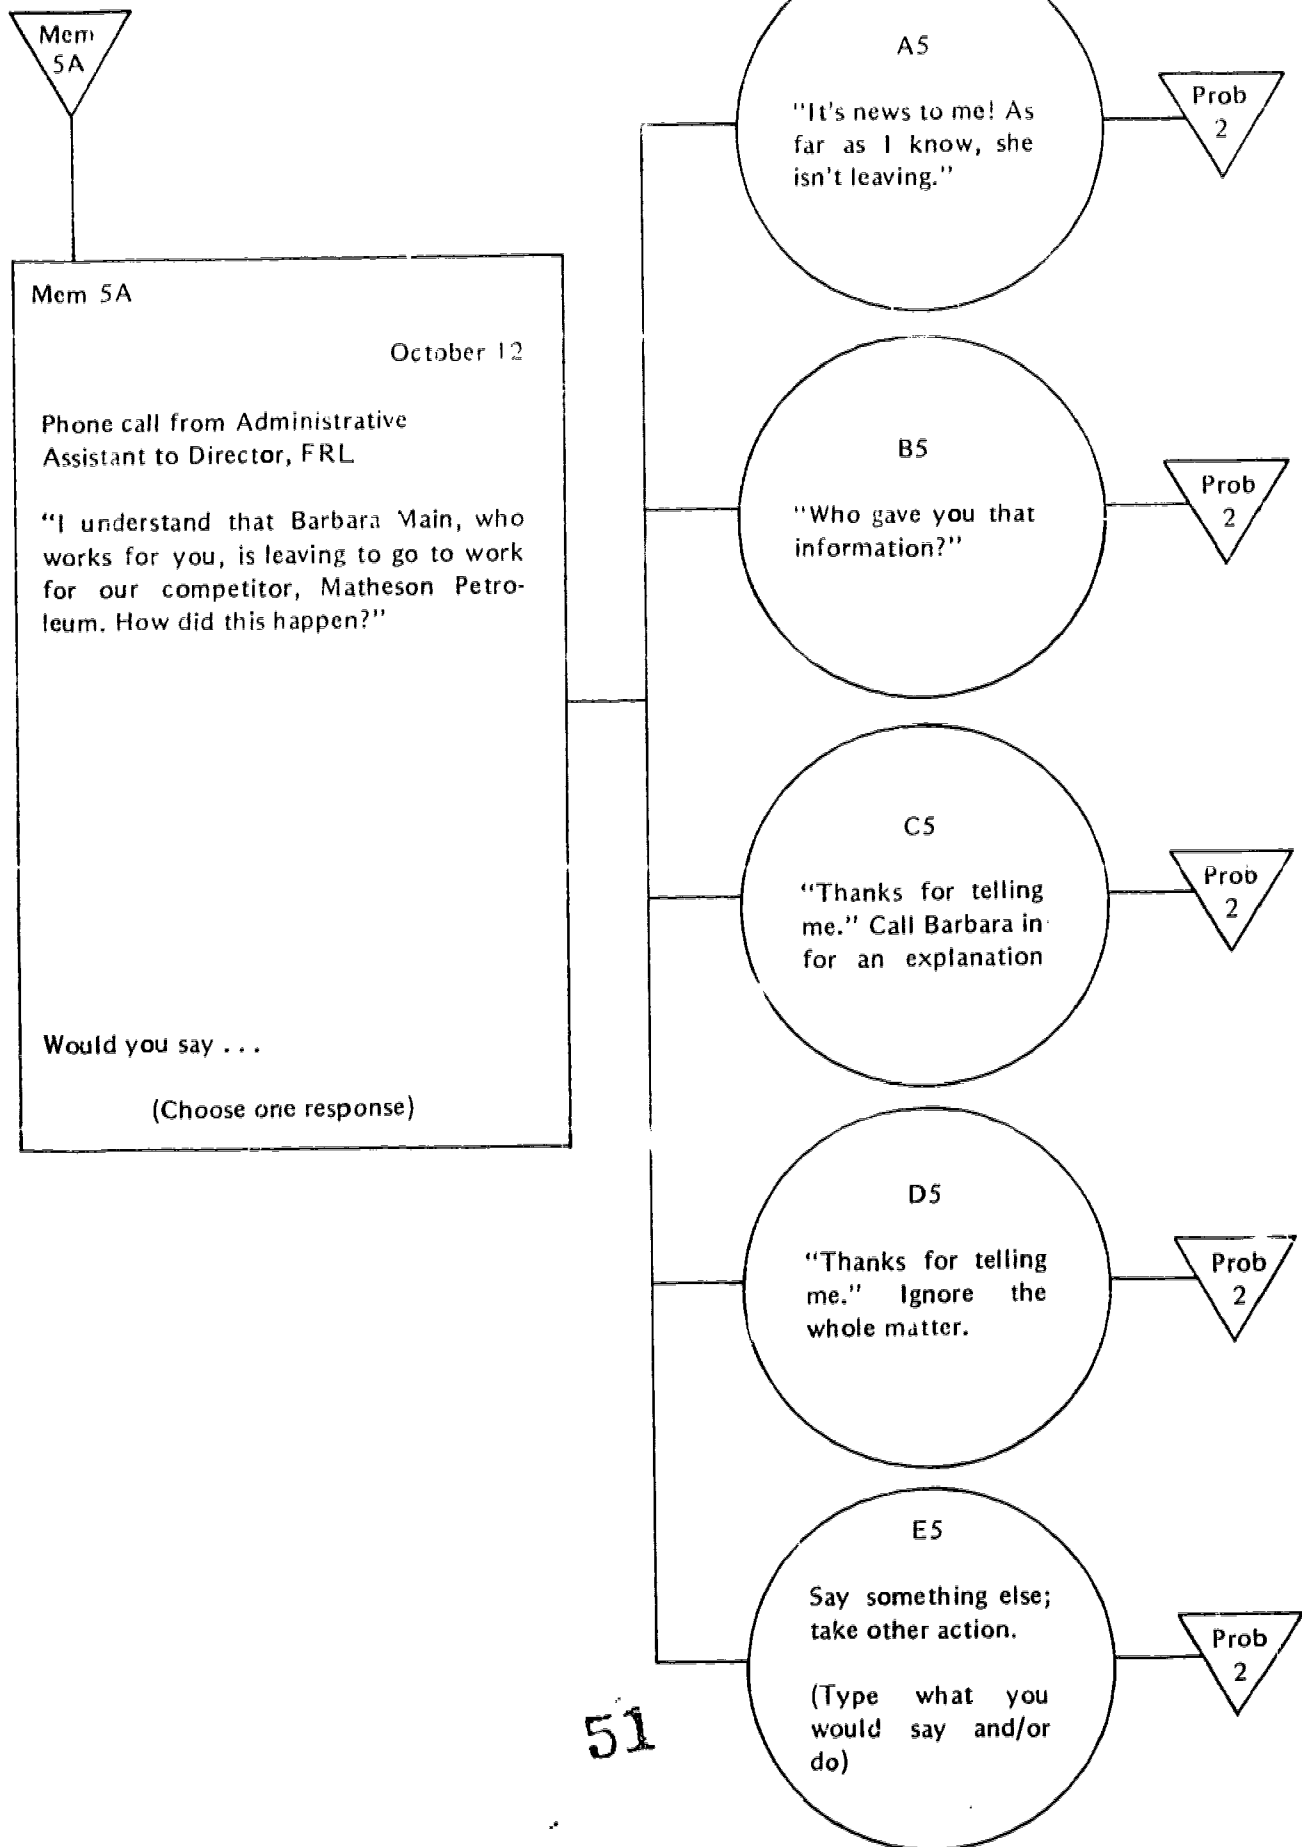 Mem
5A
Mem 5A
October 12
Phone call from Administrative
Assistant to Director, FRL
“I understand that Barbara Main, who
works for you, is leaving to go to work
for our competitor, Matheson Petro-
leum. How did this happen?”
Would you say ...
(Choose one response)
A5
“It's news to me! As
far as I know, she
isn't leaving.”
Prob
2
B5
“Who gave you that
information?”
Prob
2
C5
“Thanks for telling
me.” Call Barbara in
for an explanation
Prob
2
D5
“Thanks for telling
me.” Ignore the
whole matter.
Prob
2
E5
Say something else;
take other action.
(Type what you
would say and/or
do)
Prob
2
51